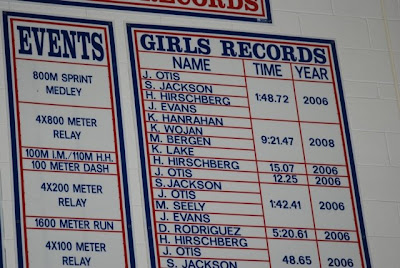 RECORDS
EVENTS
800M SPRINT
MEDLEY
4X800 METER
RELAY
100M I.M./110M H.H.
100 METER DASH
4X200 METER
RELAY
1600 METER RUN
4X100 METER
RELAY
GIRLS RECORDS
NAME TIME YEAR
J. OTIS
S. JACKSON
H. HIRSCHBERG
J. EVANS
1:48.72 2006
K. HANRAHAN
K. WOJAN
M. BERGEN
K. LAKE
9:21.47 2008
H. HIRSCHBERG 15.07 2006
J. OTIS 12.25 2006
S. JACKSON
J. OTIS
M. SEELY
J. EVANS
1:42.41 2006
D. RODRIGUEZ 5:20.61 2006
H. HIRSCHBERG
J. OTIS
S. JACKSON
48.65 2006